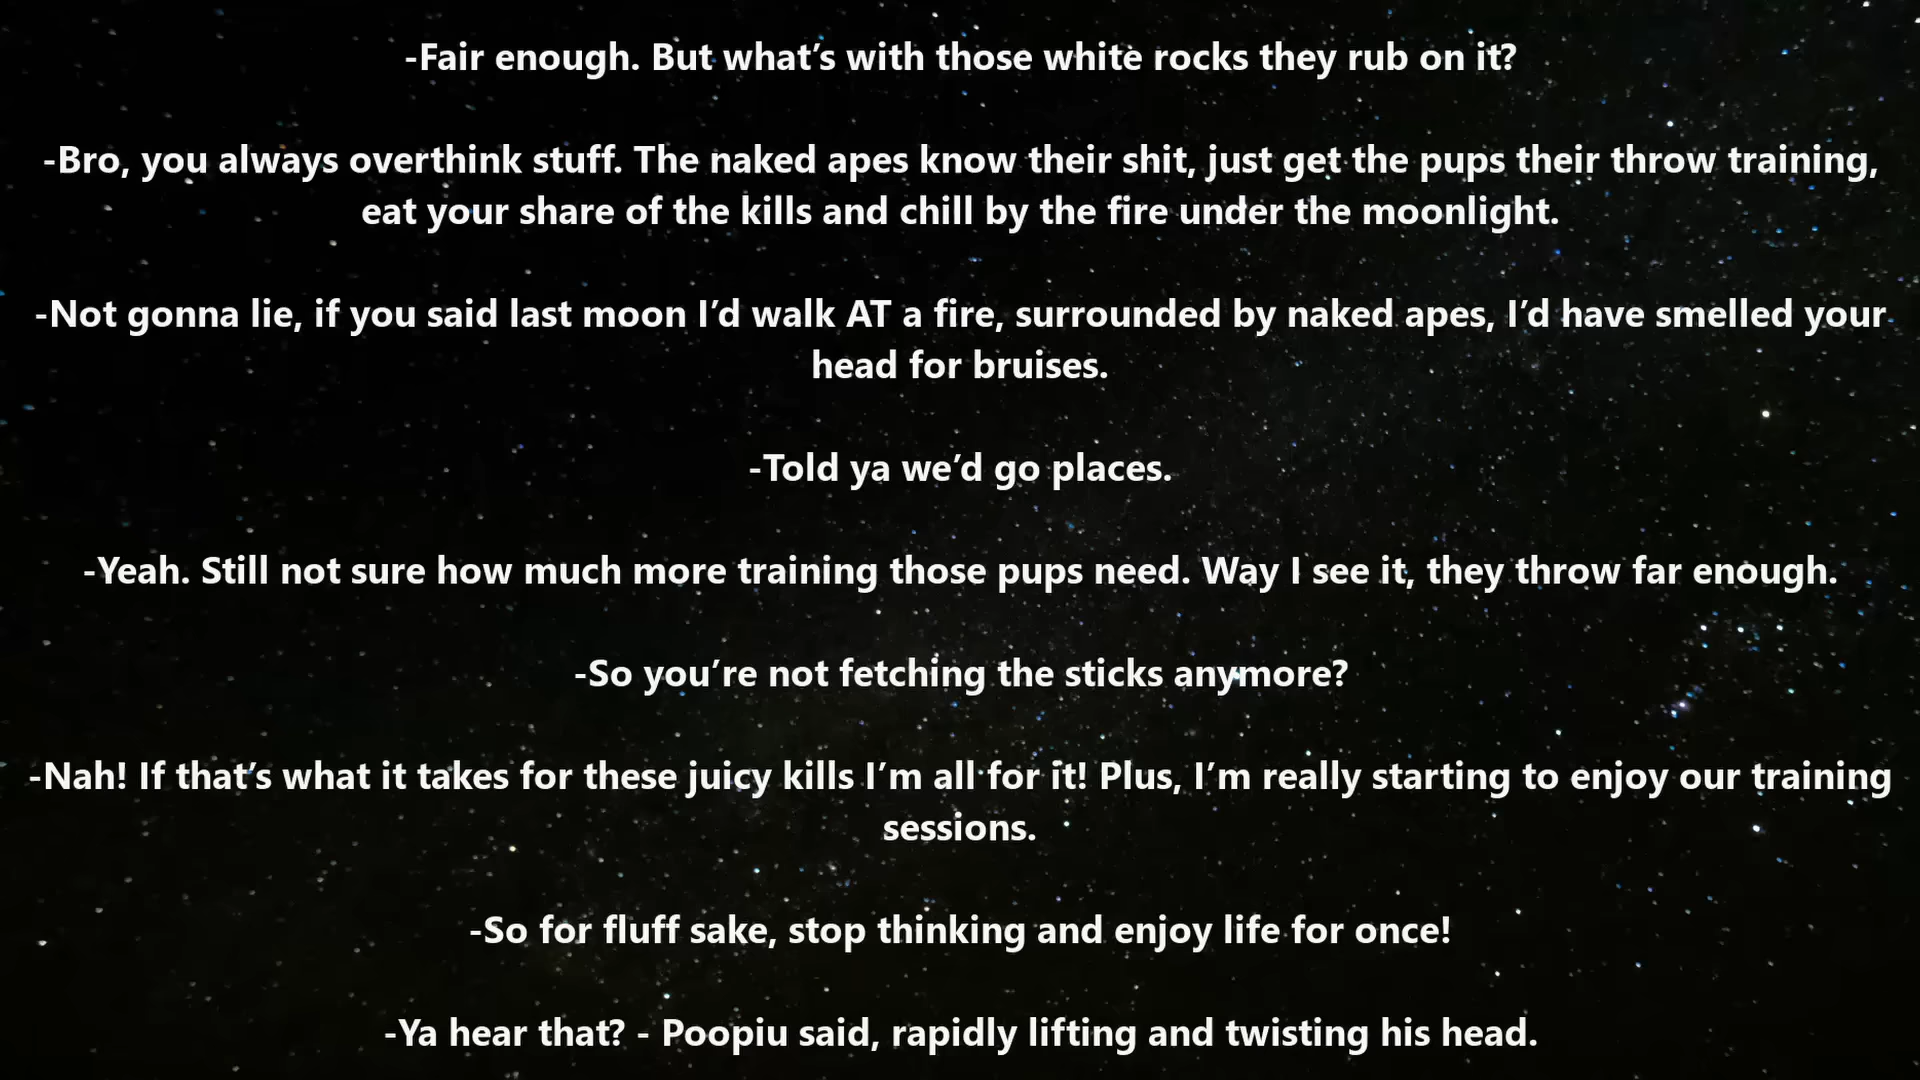 -Fair enough. But what’s with those white rocks they rub on it?
-Bro, you always overthink stuff. The naked apes know their shit, just get the pups their throw training,
eat your share of the kills and chill by the fire under the moonlight.
-Not gonna lie, if you said last moon I’d walk AT a fire, surrounded by naked apes, I’d have smelled your
head for bruises.
-Told ya we’d go places.
-Yeah. Still not sure how much more training those pups need. Way I see it, they throw far enough.
-So you’re not fetching the sticks anymore?
-Nah! If that’s what it takes for these juicy kills I’m all for it! Plus, I’m really starting to enjoy our training
sessions.
-So for fluff sake, stop thinking and enjoy life for once!
-Ya hear that? - Poopiu said, rapidly lifting and twisting his head.